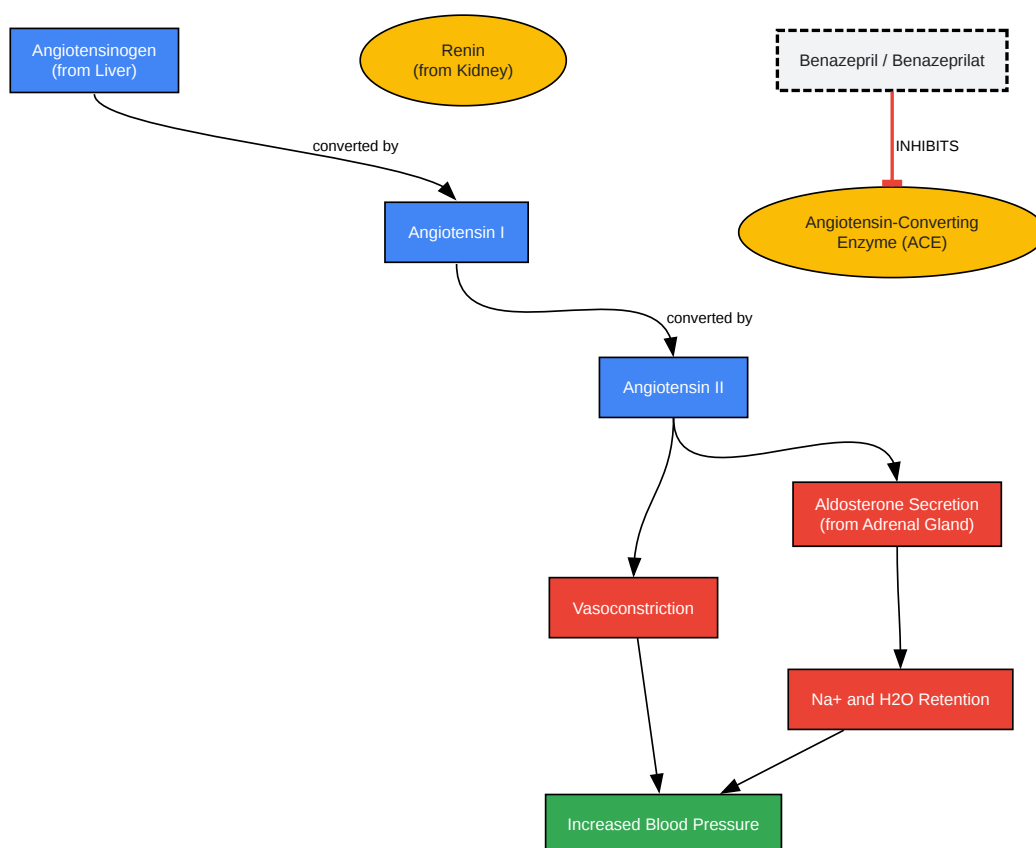 Angiotensinogen
(from Liver)
Renin
(from Kidney)
Benazepril / Benazeprilat
converted by
INHIBITS
Angiotensin I
Angiotensin-Converting
Enzyme (ACE)
converted by
Angiotensin II
Aldosterone Secretion
(from Adrenal Gland)
Vasoconstriction
Na+ and H2O Retention
Increased Blood Pressure